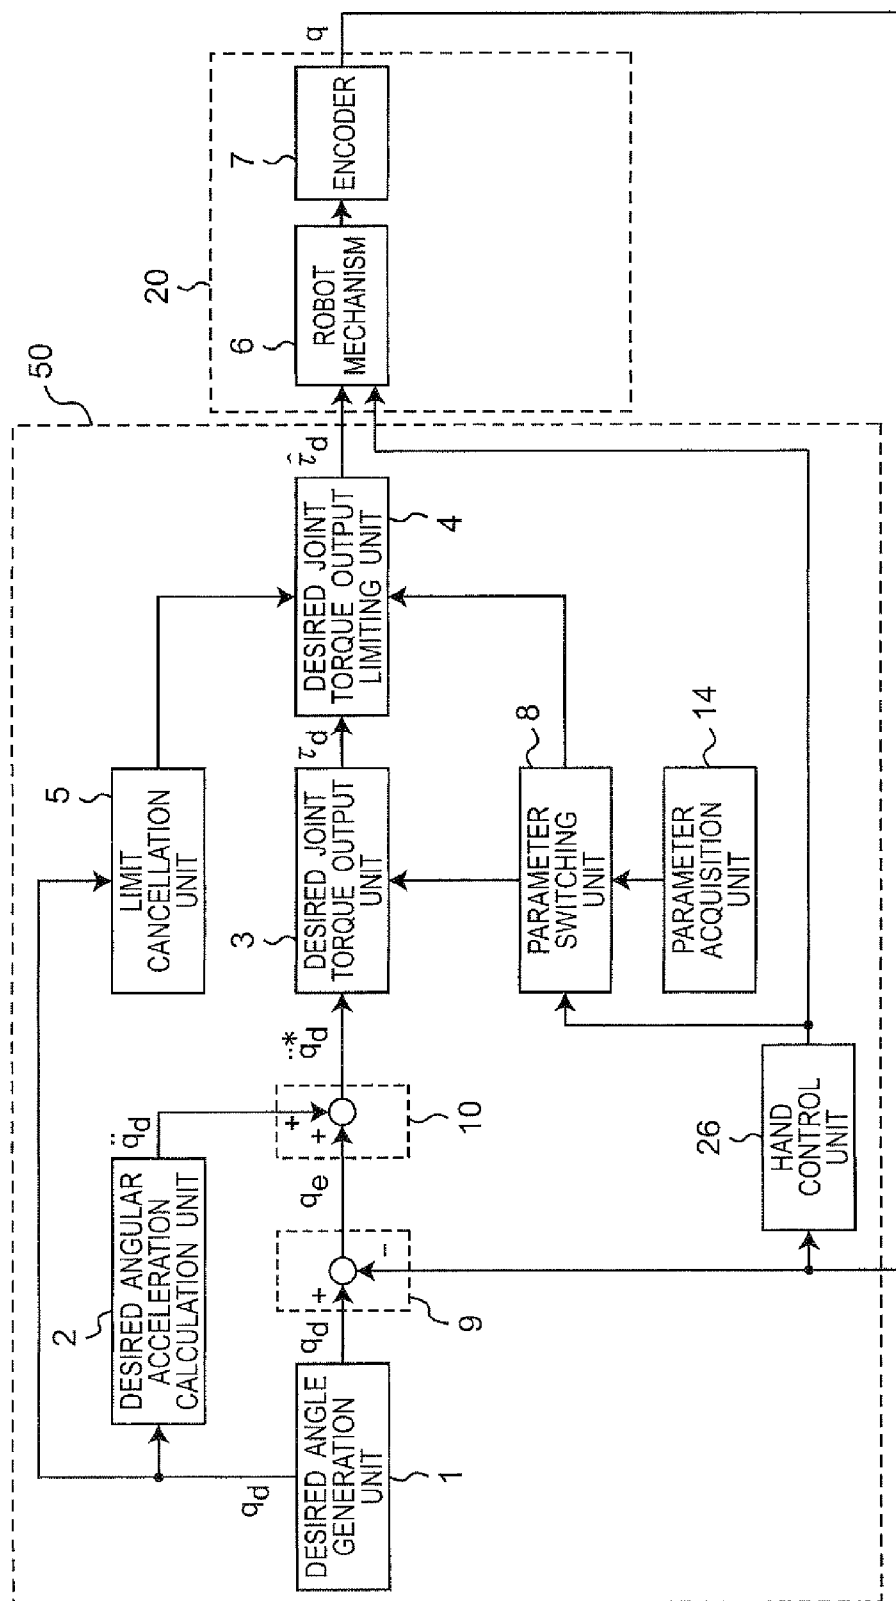 50
20
q̈d
2
DESIRED ANGULAR
ACCELERATION
CALCULATION UNIT
5
LIMIT
CANCELLATION
UNIT
qd
DESIRED ANGLE
GENERATION
UNIT
1
qd
+
-
9
qe
+
+
10
q̈*d
3
DESIRED JOINT
TORQUE OUTPUT
UNIT
τd
DESIRED JOINT
TORQUE OUTPUT
LIMITING UNIT
4
τ̂d
6
ROBOT
MECHANISM
7
ENCODER
q
8
PARAMETER
SWITCHING
UNIT
14
PARAMETER
ACQUISITION
UNIT
26
HAND
CONTROL
UNIT